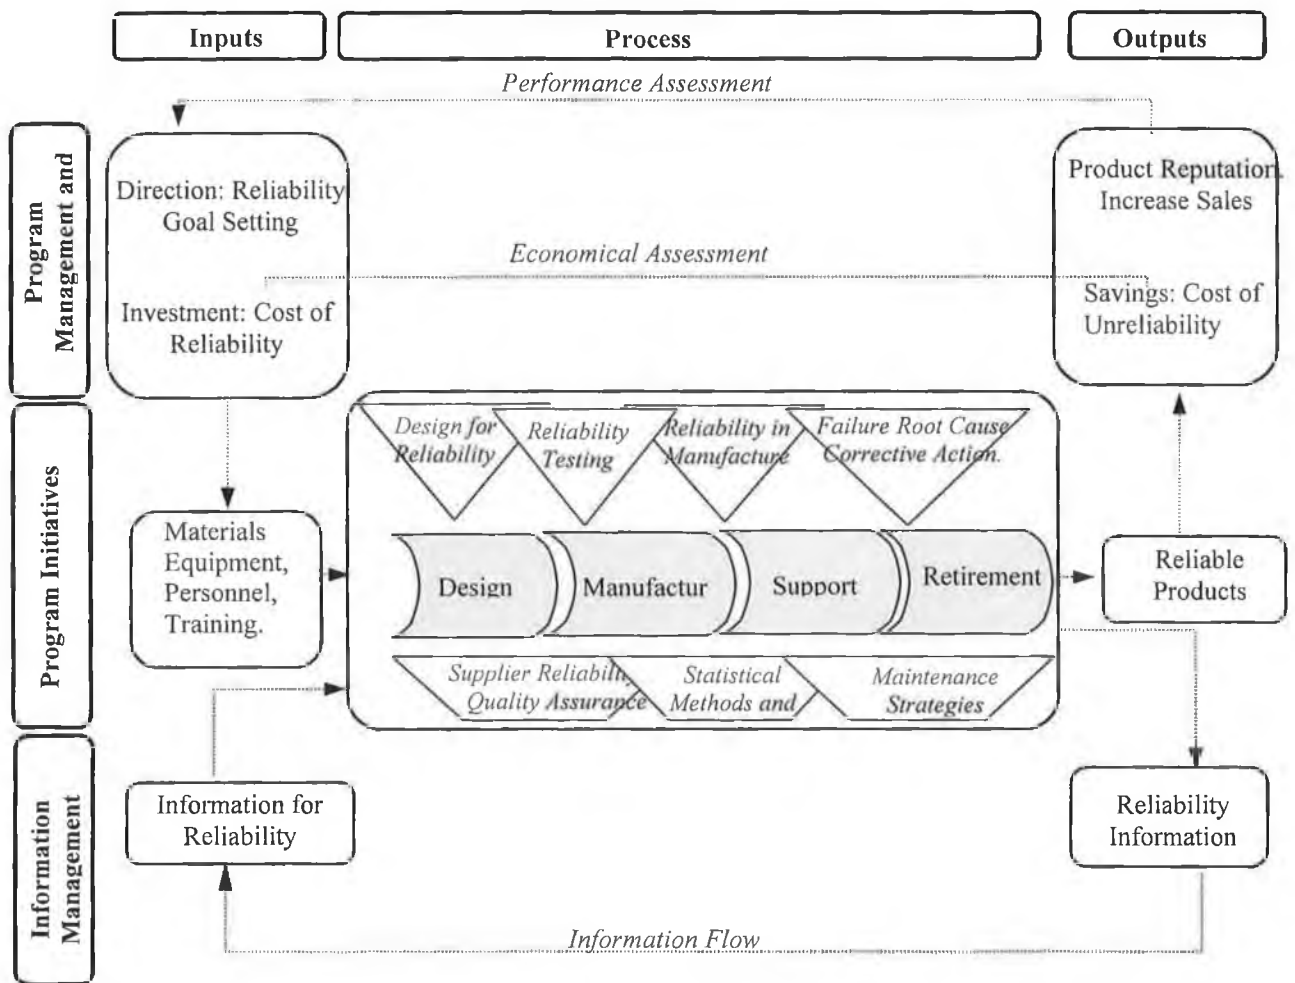 Inputs
Process
Outputs
Performance Assessment
Program
Management and
Direction: Reliability
Goal Setting
Investment: Cost of
Reliability
Economical Assessment
Product Reputation.
Increase Sales
Savings: Cost of
Unreliability
Program Initiatives
Materials
Equipment,
Personnel,
Training.
Design for
Reliability
Reliability
Testing
Reliability in
Manufacture
Failure Root Cause
Corrective Action.
Design
Manufactur
Support
Retirement
Reliable
Products
Supplier Reliability
Quality Assurance
Statistical
Methods and
Maintenance
Strategies
Information
Management
Information for
Reliability
Reliability
Information
Information Flow